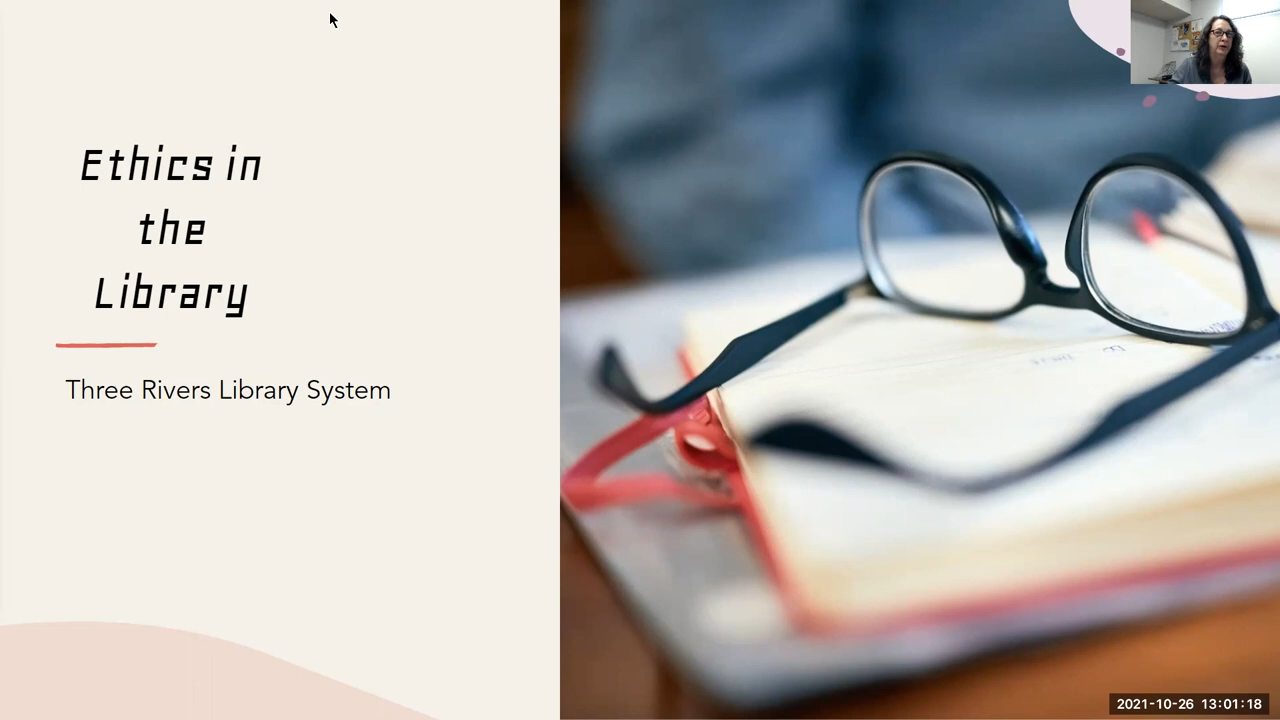 Ethics in
the
Library
Three Rivers Library System
2021-10-26 13:01:18